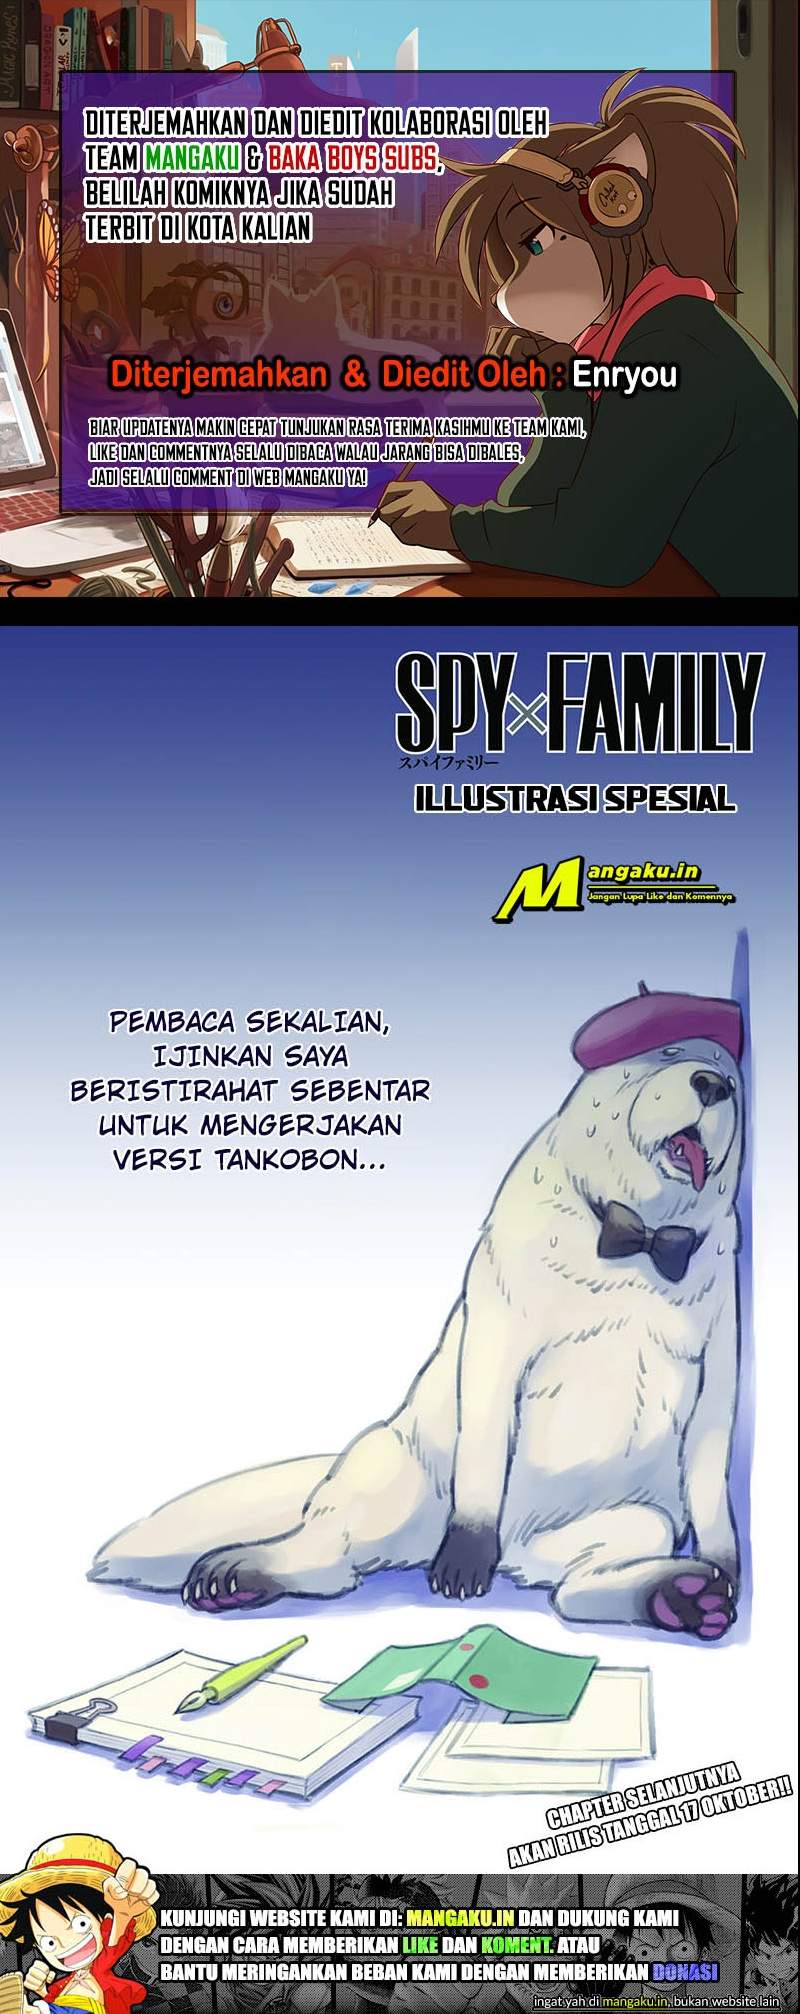 DITERJEMAHKAN DAN DIEDIT KOLABORASI OLEH
TEAM MANGAKU & BAKA BOYS SUBS,
BELILAH KOMIKNYA JIKA SUDAH
TERBIT DI KOTA KALIAN
Diterjemahkan & Diedit Oleh : Enryou
BIAR UPDATENYA MAKIN CEPAT TUNJUKAN RASA TERIMA KASIHMU KE TEAM KAMI,
LIKE DAN COMMENTNYA SELALU DIBACA WALAU JARANG BISA DIBALES,
JADI SELALU COMMENT DI WEB MANGAKU YA!
SPY×FAMILY
スパイファミリー
ILLUSTRASI SPESIAL
Mangaku.in
Jangan Lupa Like dan Komennya
PEMBACA SEKALIAN,
IJINKAN SAYA
BERISTIRAHAT SEBENTAR
UNTUK MENGERJAKAN
VERSI TANKOBON...
CHAPTER SELANJUTNYA
AKAN RILIS TANGGAL 17 OKTOBER!!
KUNJUNGI WEBSITE KAMI DI: MANGAKU.IN DAN DUKUNG KAMI
DENGAN CARA MEMBERIKAN LIKE DAN KOMENT. ATAU
BANTU MERINGANKAN BEBAN KAMI DENGAN MEMBERIKAN DONASI
ingat yah di mangaku.in, bukan website lain